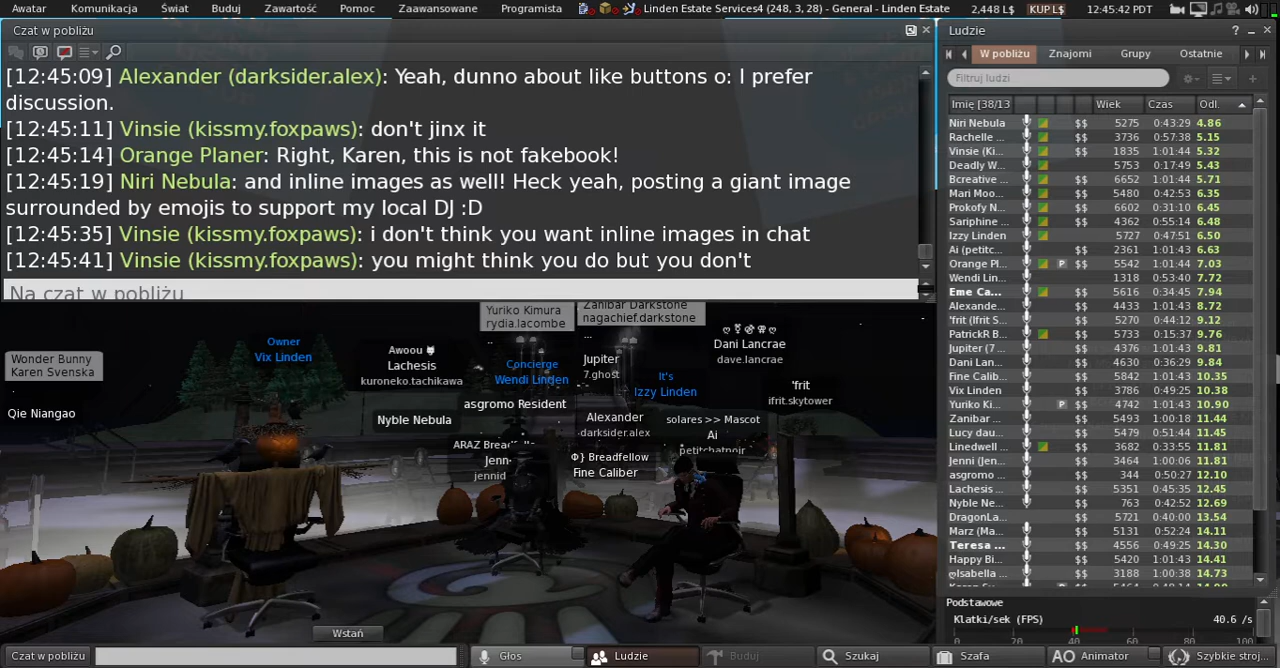 Awatar Komunikacja Świat Buduj Zawartość Pomoc Zaawansowane Programista Linden Estate Services4 (248, 3, 28) - General - Linden Estate 2,448 L$ KUP L$ 12:45:42 PDT
Czat w pobliżu
[12:45:09] Alexander (darksider.alex): Yeah, dunno about like buttons o: I prefer
discussion.
[12:45:11] Vinsie (kissmy.foxpaws): don't jinx it
[12:45:14] Orange Planer: Right, Karen, this is not fakebook!
[12:45:19] Niri Nebula: and inline images as well! Heck yeah, posting a giant image
surrounded by emojis to support my local DJ :D
[12:45:35] Vinsie (kissmy.foxpaws): i don't think you want inline images in chat
[12:45:41] Vinsie (kissmy.foxpaws): you might think you do but you don't
Na czat w pobliżu
Yuriko Kimura
rydia.lacombe
Zanibar Darkstone
nagachief.darkstone
Wonder Bunny
Karen Svenska
Owner
Vix Linden
Awoou
Lachesis
kuroneko.tachikawa
Concierge
Wendi Linden
Jupiter
7.ghost
Dani Lancrae
dave.lancrae
It's
Izzy Linden
'frit
ifrit.skytower
Qie Niangao
asgromo Resident
Nyble Nebula
Alexander
darksider.alex
solares >> Mascot
Ai
petitchatnoir
ARAZ Breadfella
Jenni
jennid
Φ} Breadfellow
Fine Caliber
Wstań
Ludzie
W pobliżu Znajomi Grupy Ostatnie
Filtruj ludzi
Imię [38/13 Wiek Czas Odl.
Niri Nebula $$ 5275 0:43:29 4.86
Rachelle ... $$ 3736 0:57:38 5.15
Vinsie (Ki... $$ 1835 1:01:44 5.32
Deadly W... 5753 0:17:49 5.43
Bcreative ... $$ 6652 1:01:44 5.71
Mari Moo... $$ 5480 0:42:53 6.35
Prokofy N... $$ 6602 0:31:10 6.45
Sariphine ... $$ 4362 0:55:14 6.48
Izzy Linden 5727 0:47:51 6.50
Ai (petitc... $$ 2361 1:01:43 6.63
Orange Pl... P $$ 5542 1:01:44 7.03
Wendi Lin... 1318 0:53:40 7.72
Eme Ca... $$ 5616 0:34:45 7.94
Alexande... $$ 4433 1:01:43 8.72
'frit (Ifrit S... $$ 5270 0:44:12 9.12
PatrickR B... $$ 5733 0:15:37 9.76
Jupiter (7 ... $$ 4376 1:01:43 9.81
Dani Lan... $$ 4630 0:36:29 9.84
Fine Calib... $$ 5842 1:01:43 10.35
Vix Linden $$ 8391 0:49:25 10.38
Yuriko Ki... P $$ 4742 1:01:43 10.90
Zanibar ... $$ 5493 1:00:18 11.44
Lucy dau... $$ 5479 0:51:44 11.45
Linedwell ... $$ 3682 0:33:55 11.81
Jenni (Jen... $$ 3464 1:00:06 11.81
asgromo ... $$ 344 0:50:27 12.10
Lachesis ... $$ 5351 0:45:35 12.45
Nyble Ne... $$ 763 0:42:52 12.69
DragonLa... $$ 5721 0:40:00 13.54
Marz (Ma... $$ 5131 0:52:24 14.11
Teresa ... $$ 4556 0:49:25 14.30
Happy Bi... $$ 5420 1:01:43 14.41
ღIsabella ... $$ 3188 1:00:38 14.73
Podstawowe
Klatki/sek (FPS) 40.6 /s
0 20 40 60 80 100
Czat w pobliżu Głos Ludzie Buduj Szukaj Szafa AO Animator Szybkie stroj...